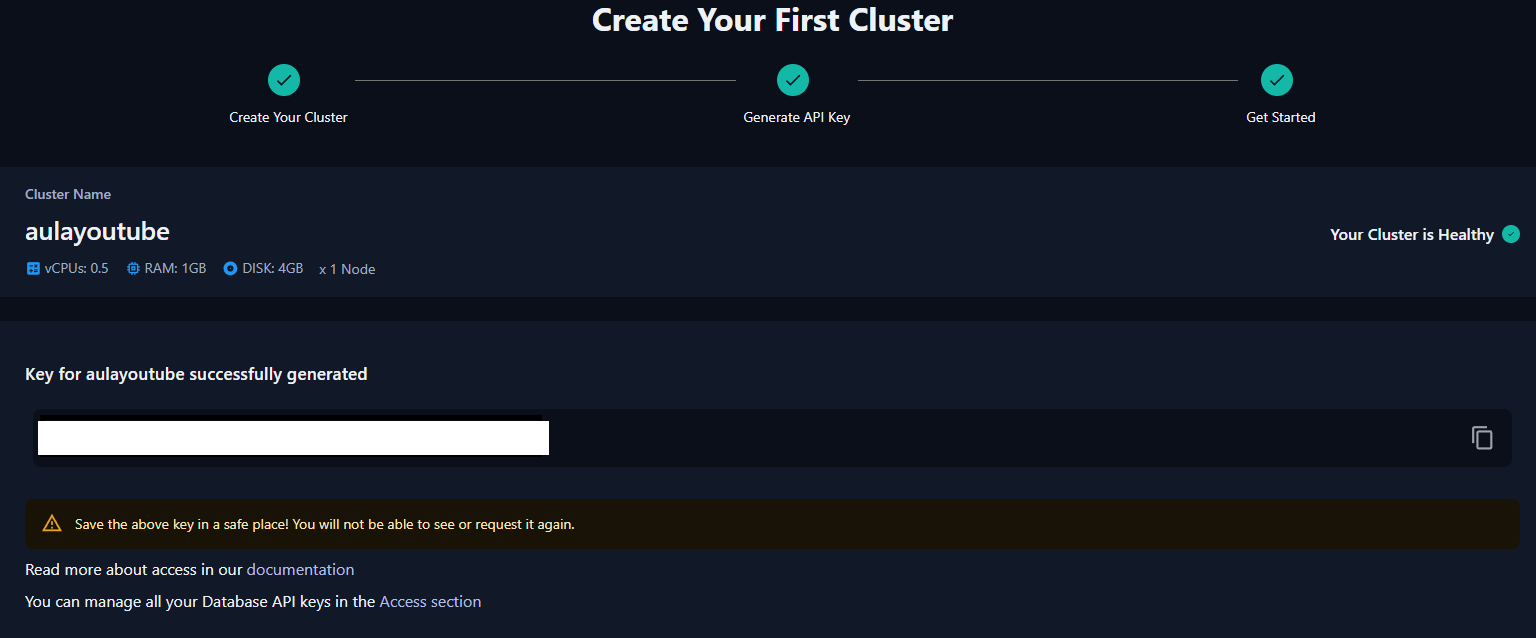 Create Your First Cluster
Create Your Cluster
Generate API Key
Get Started
Cluster Name
aulayoutube
Your Cluster is Healthy
vCPUs: 0.5 RAM: 1GB DISK: 4GB x 1 Node
Key for aulayoutube successfully generated
Save the above key in a safe place! You will not be able to see or request it again.
Read more about access in our documentation
You can manage all your Database API keys in the Access section